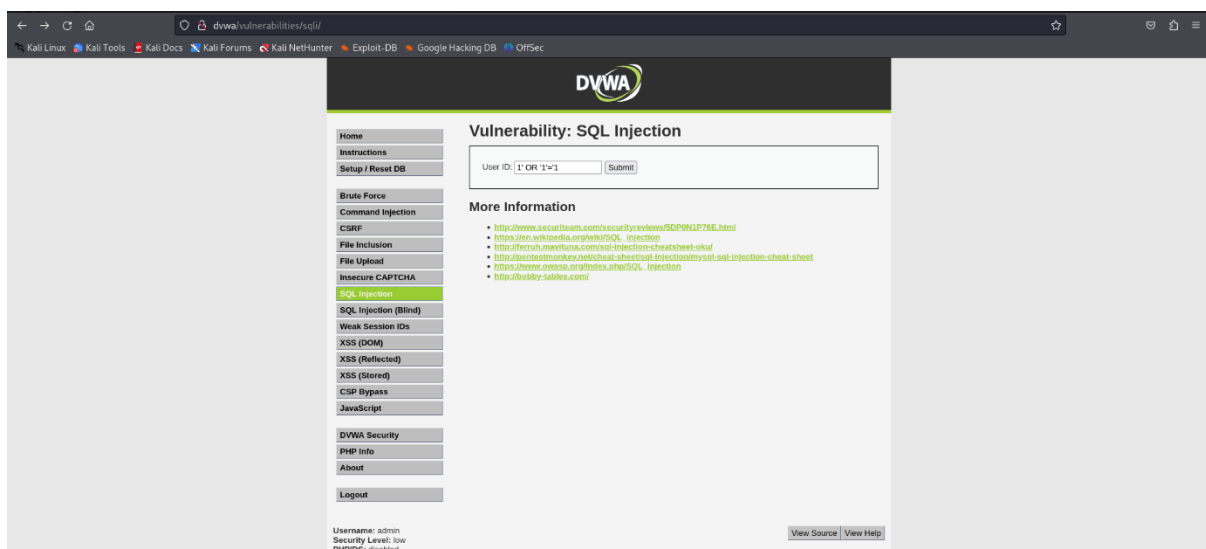 dvwa/vulnerabilities/sqli/
Kali Linux Kali Tools Kali Docs Kali Forums Kali NetHunter Exploit-DB Google Hacking DB OffSec
DVWA
Home
Instructions
Setup / Reset DB
Brute Force
Command Injection
CSRF
File Inclusion
File Upload
Insecure CAPTCHA
SQL Injection
SQL Injection (Blind)
Weak Session IDs
XSS (DOM)
XSS (Reflected)
XSS (Stored)
CSP Bypass
JavaScript
DVWA Security
PHP Info
About
Logout
Username: admin
Security Level: low
PHPIDS: disabled
Vulnerability: SQL Injection
User ID: 1' OR '1'='1 Submit
More Information
http://www.securiteam.com/securityreviews/5DP0N1P76E.html
https://en.wikipedia.org/wiki/SQL_injection
http://ferruh.mavituna.com/sql-injection-cheatsheet-oku/
http://pentestmonkey.net/cheat-sheet/sql-injection/mysql-sql-injection-cheat-sheet
https://www.owasp.org/index.php/SQL_Injection
http://bobby-tables.com/
View Source View Help